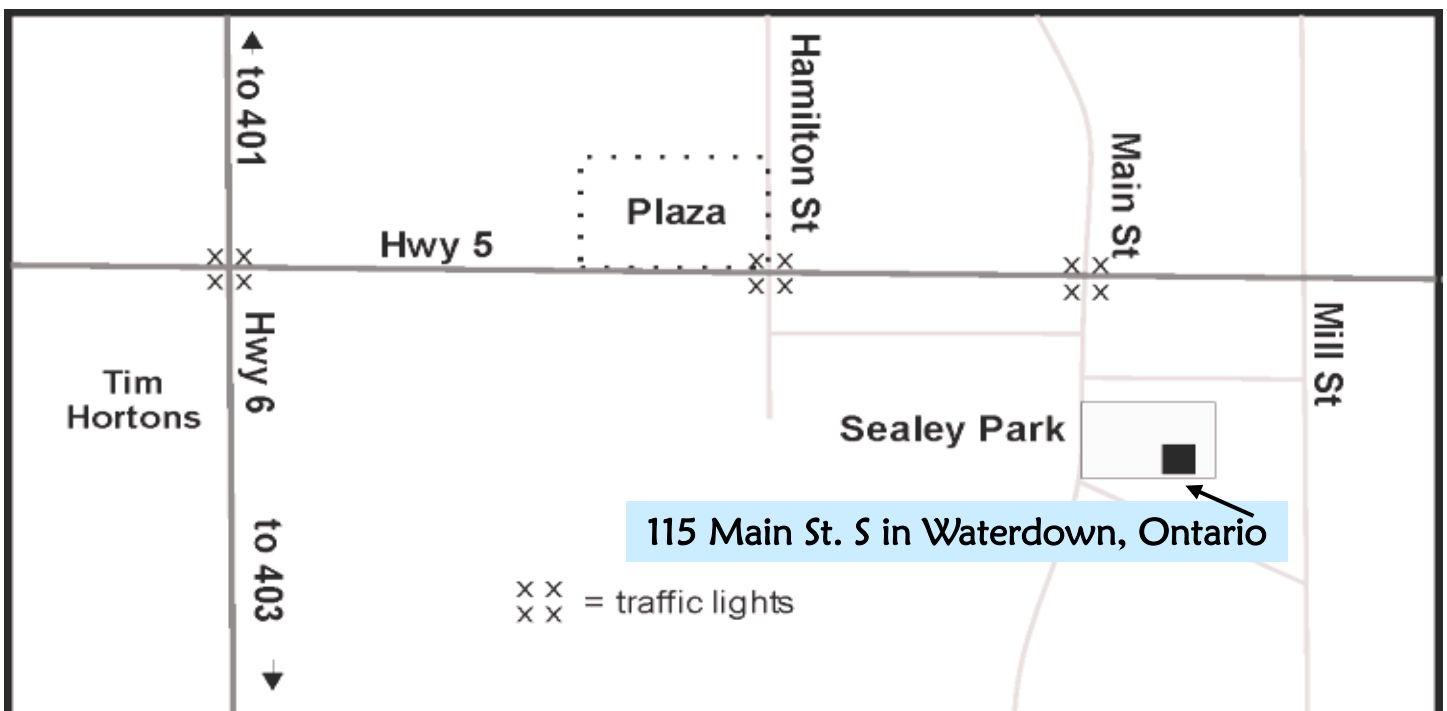 to 401
Hamilton St
Main St
Plaza
Hwy 5
x x
x x
x x
x x
x x
x x
Hwy 6
Mill St
Tim
Hortons
Sealey Park
115 Main St. S in Waterdown, Ontario
to 403
x x
x x = traffic lights